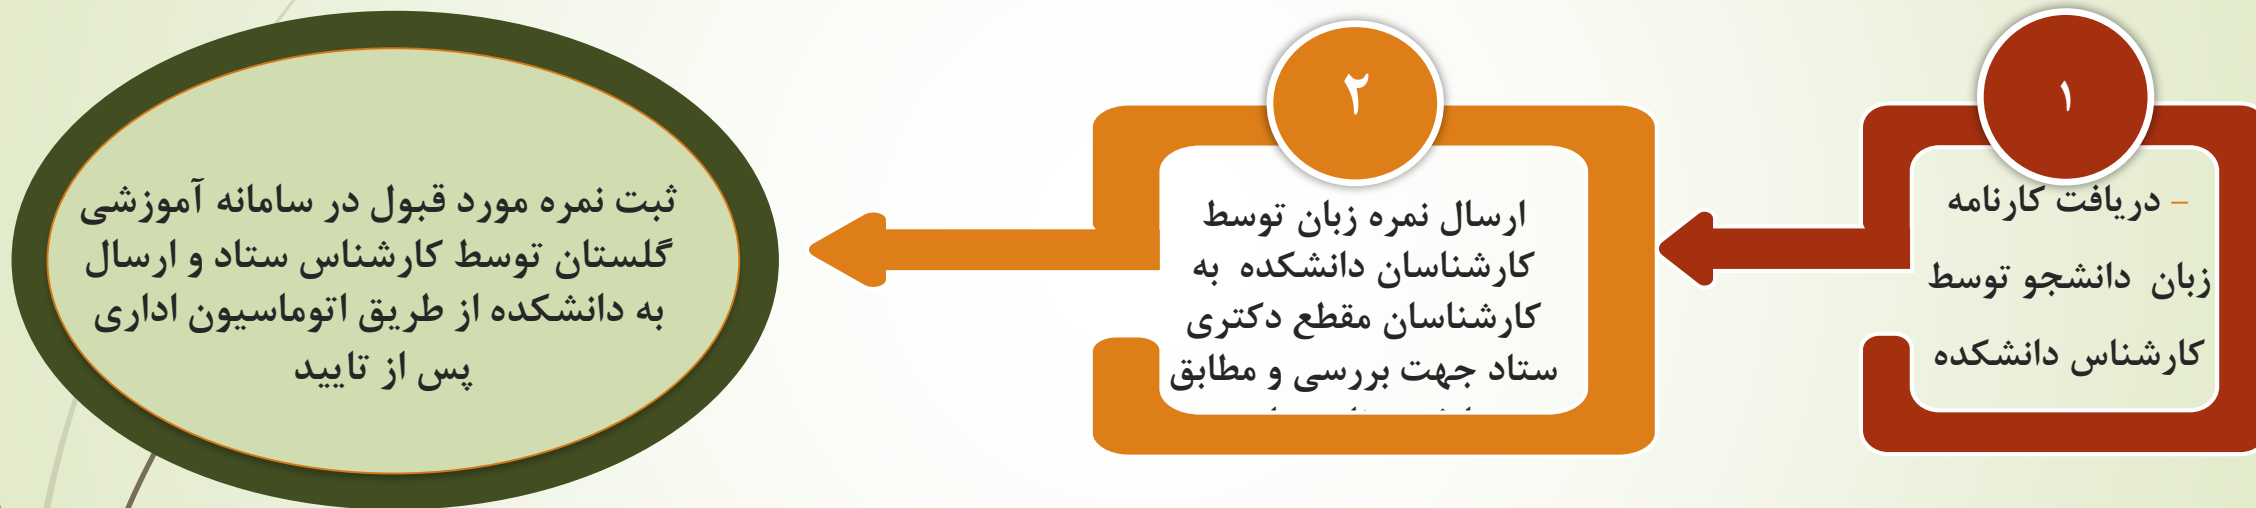 ۱
- دریافت کارنامه
زبان دانشجو توسط
کارشناس دانشکده
۲
ارسال نمره زبان توسط
کارشناسان دانشکده به
کارشناسان مقطع دکتری
ستاد جهت بررسی و مطابق
ثبت نمره مورد قبول در سامانه آموزشی
گلستان توسط کارشناس ستاد و ارسال
به دانشکده از طریق اتوماسیون اداری
پس از تایید